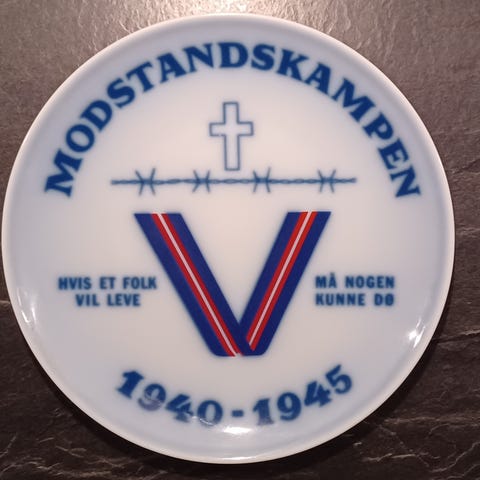 MODSTANDSKAMPEN
V
HVIS ET FOLK
VIL LEVE
MÅ NOGEN
KUNNE DØ
1940-1945